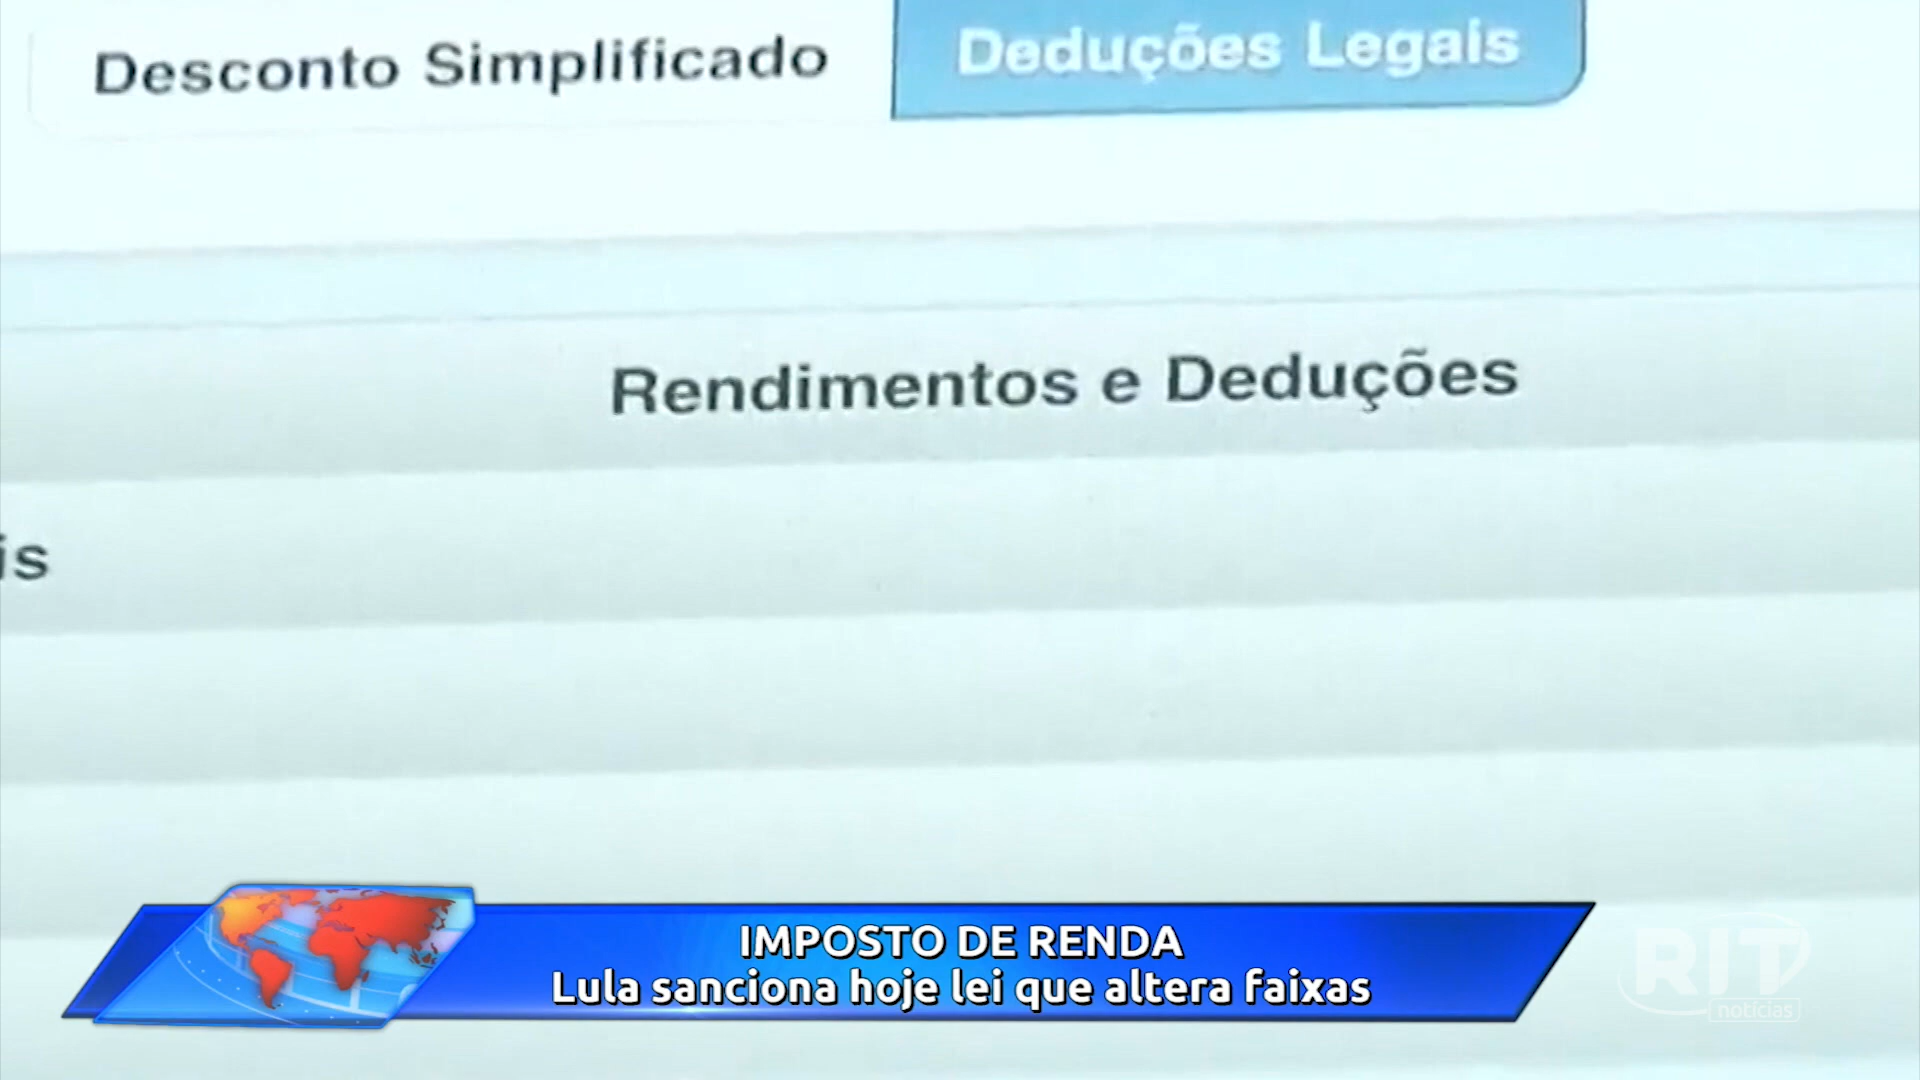 Desconto Simplificado
Deduções Legais
Rendimentos e Deduções
is
IMPOSTO DE RENDA
Lula sanciona hoje lei que altera faixas
RIT
notícias